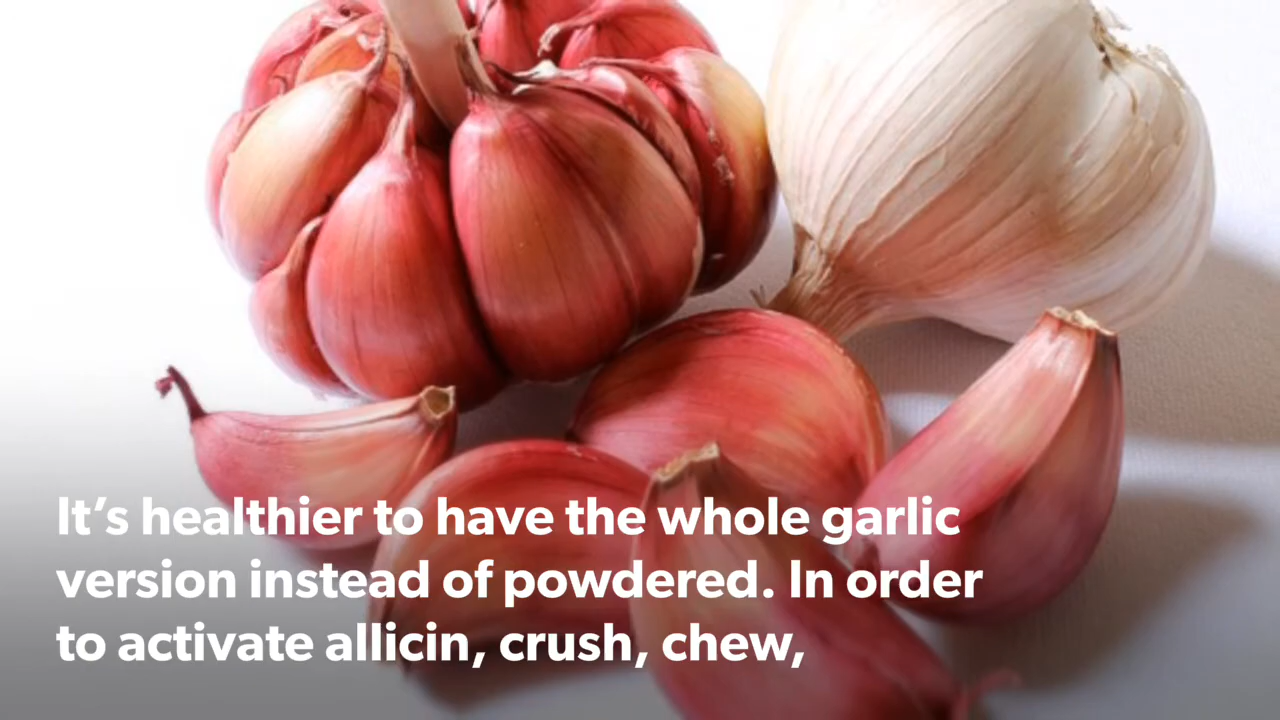 It’s healthier to have the whole garlic
version instead of powdered. In order
to activate allicin, crush, chew,